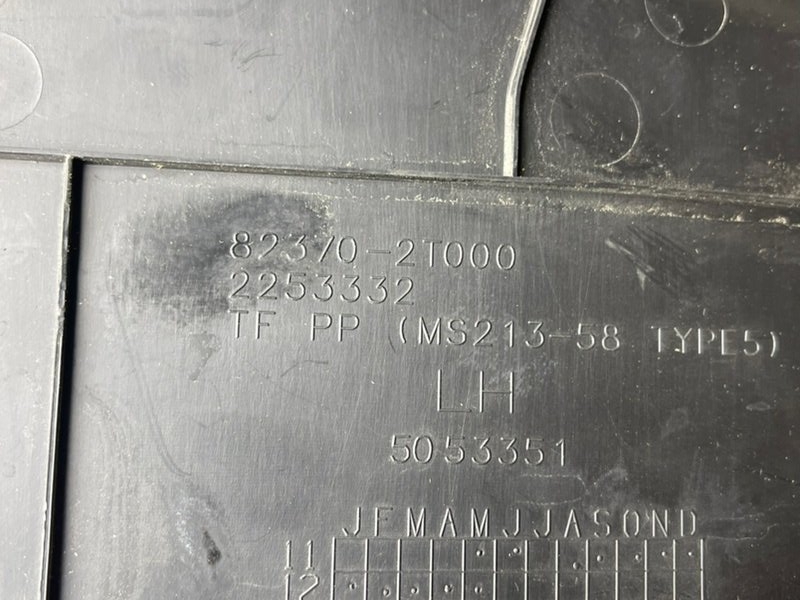 82370-2T000
2253332
TF PP (MS213-58 TYPE5)
LH
5053351
JFMAMJJASOND
11
12